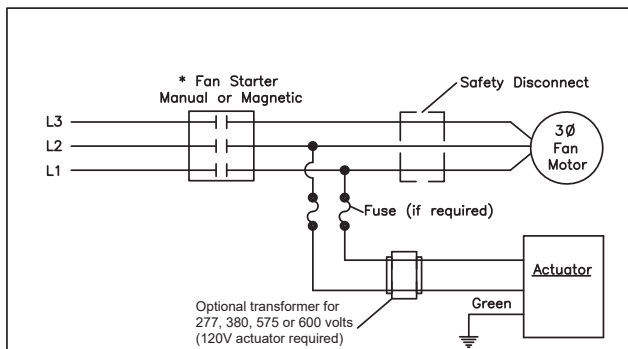 * Fan Starter
Manual or Magnetic
Safety Disconnect
L3
L2
L1
3Ø
Fan
Motor
Fuse (if required)
Actuator
Green
Optional transformer for
277, 380, 575 or 600 volts
(120V actuator required)